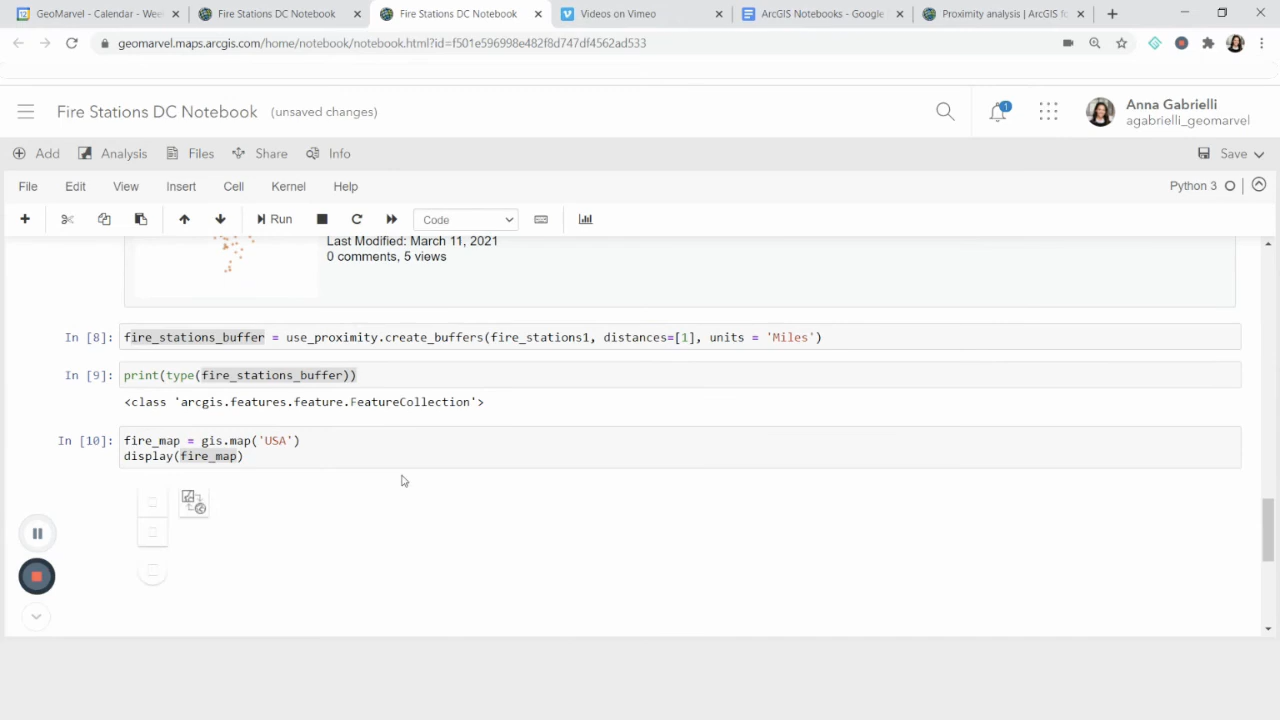 GeoMarvel - Calendar - Wee
Fire Stations DC Notebook
Fire Stations DC Notebook
Videos on Vimeo
ArcGIS Notebooks - Google
Proximity analysis | ArcGIS fo
geomarvel.maps.arcgis.com/home/notebook/notebook.html?id=f501e596998e482f8d747df4562ad533
Fire Stations DC Notebook (unsaved changes)
1
Anna Gabrielli
agabrielli_geomarvel
Add Analysis Files Share Info Save
File Edit View Insert Cell Kernel Help Python 3
Run Code
Last Modified: March 11, 2021
0 comments, 5 views
In [8]: fire_stations_buffer = use_proximity.create_buffers(fire_stations1, distances=[1], units = 'Miles')
In [9]: print(type(fire_stations_buffer))
<class 'arcgis.features.feature.FeatureCollection'>
In [10]: fire_map = gis.map('USA')
display(fire_map)